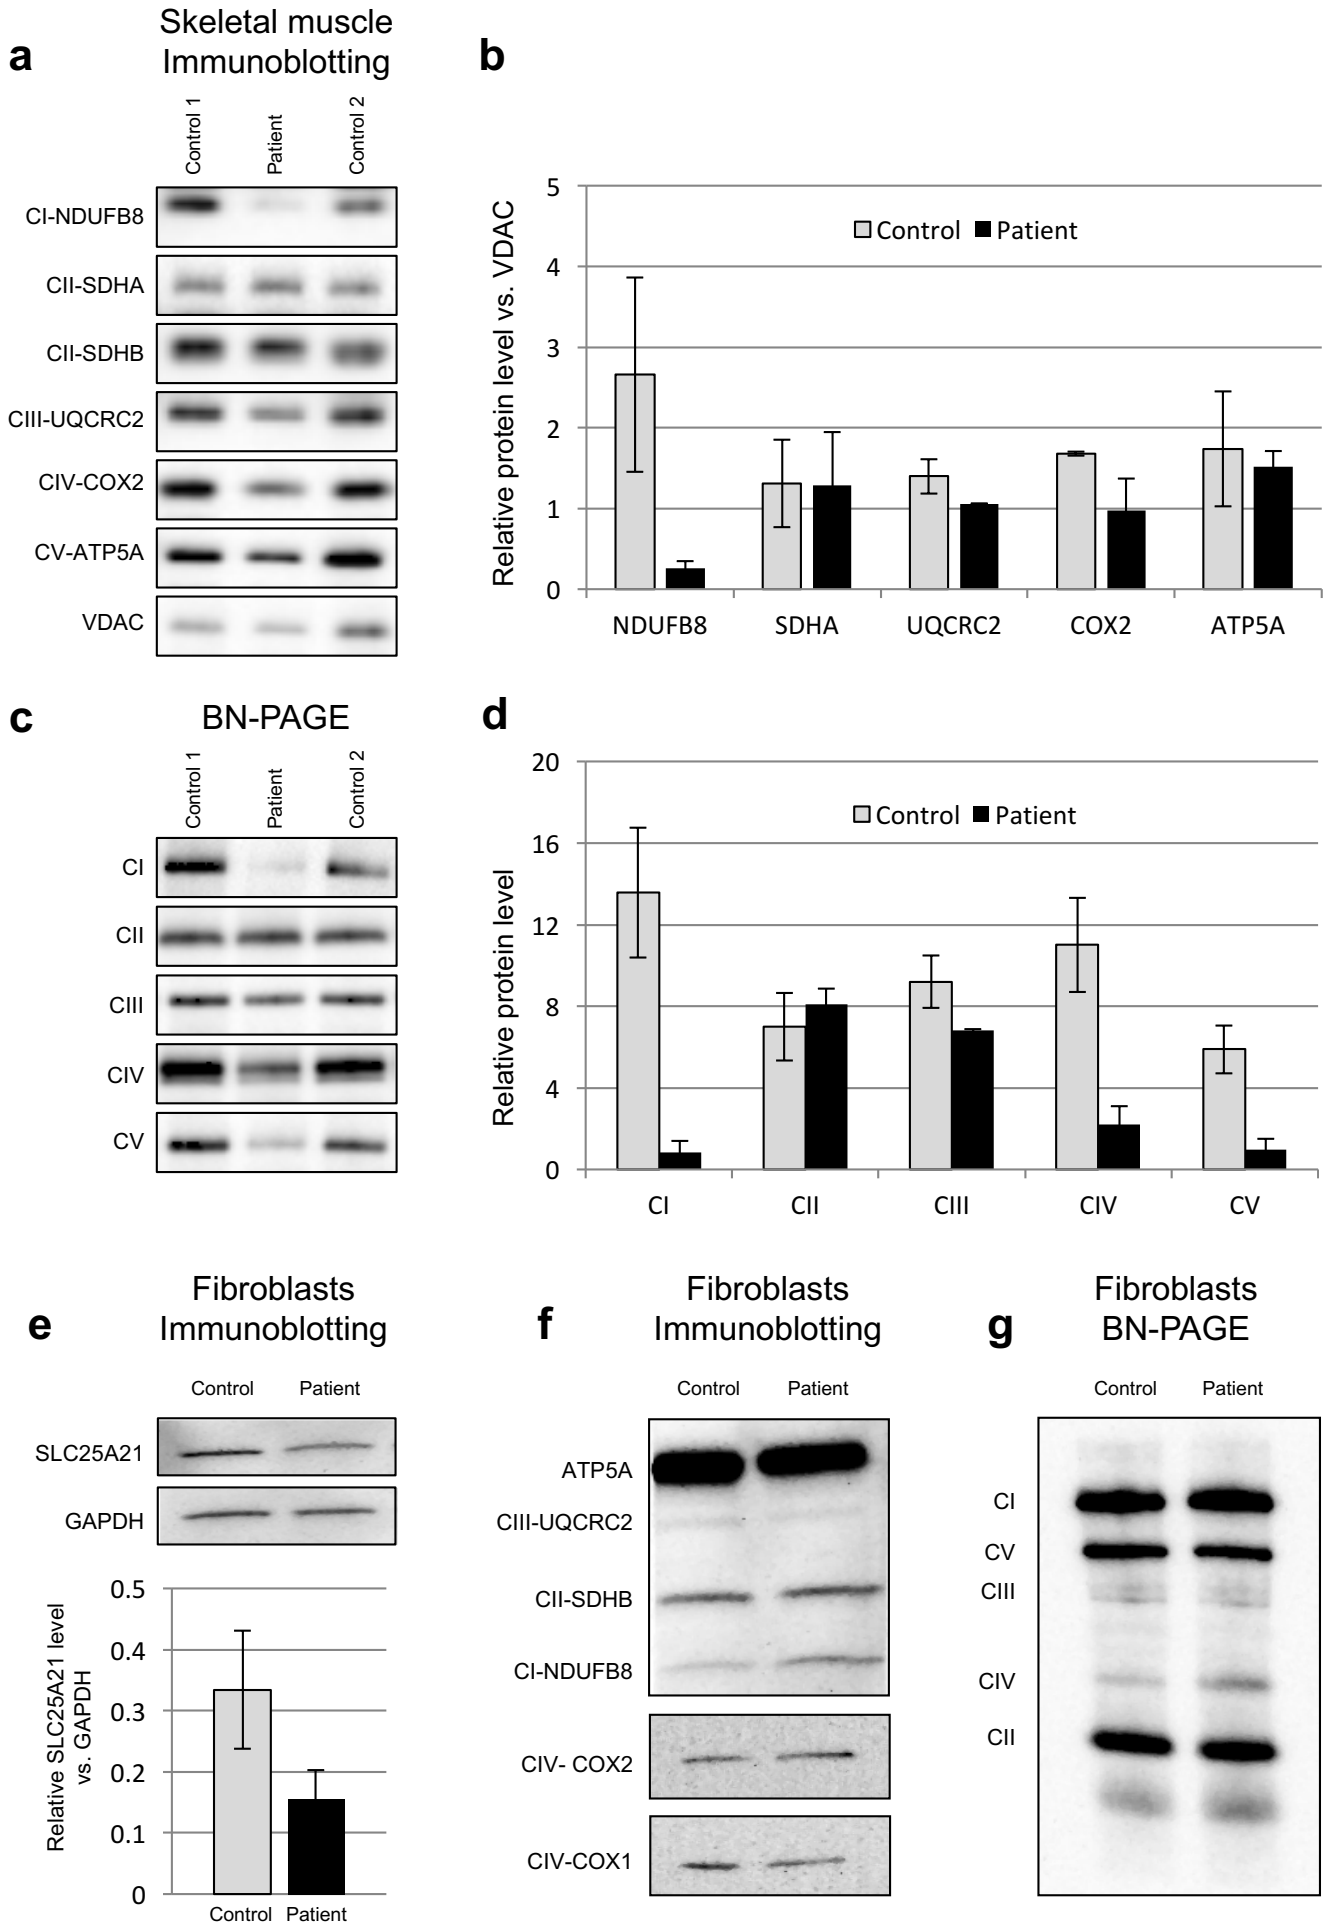 a
Skeletal muscle
Immunoblotting
Control 1
Patient
Control 2
CI-NDUFB8
CII-SDHA
CII-SDHB
CIII-UQCRC2
CIV-COX2
CV-ATP5A
VDAC
b
Relative protein level vs. VDAC
5
4
3
2
1
0
Control Patient
NDUFB8 SDHA UQCRC2 COX2 ATP5A
c
BN-PAGE
Control 1
Patient
Control 2
CI
CII
CIII
CIV
CV
d
Relative protein level
20
16
12
8
4
0
Control Patient
CI CII CIII CIV CV
e
Fibroblasts
Immunoblotting
Control Patient
SLC25A21
GAPDH
Relative SLC25A21 level
vs. GAPDH
0.5
0.4
0.3
0.2
0.1
0
Control Patient
f
Fibroblasts
Immunoblotting
Control Patient
ATP5A
CIII-UQCRC2
CII-SDHB
CI-NDUFB8
CIV- COX2
CIV-COX1
g
Fibroblasts
BN-PAGE
Control Patient
CI
CV
CIII
CIV
CII